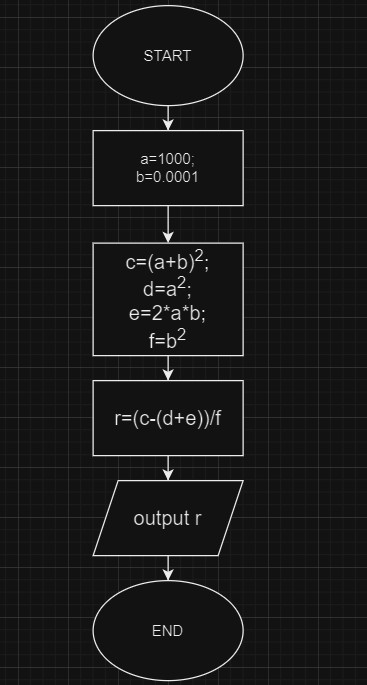 START
a=1000;
b=0.0001
c=(a+b)²;
d=a²;
e=2*a*b;
f=b²
r=(c-(d+e))/f
output r
END